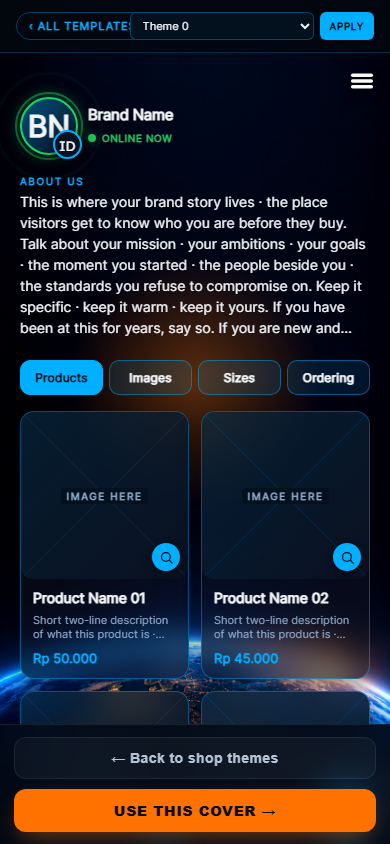 ‹ ALL TEMPLATES
Theme 0
APPLY
BN
ID
Brand Name
ONLINE NOW
ABOUT US
This is where your brand story lives · the place
visitors get to know who you are before they buy.
Talk about your mission · your ambitions · your goals
· the moment you started · the people beside you ·
the standards you refuse to compromise on. Keep it
specific · keep it warm · keep it yours. If you have
been at this for years, say so. If you are new and...
Products
Images
Sizes
Ordering
IMAGE HERE
IMAGE HERE
Product Name 01
Short two-line description
of what this product is ·...
Rp 50.000
Product Name 02
Short two-line description
of what this product is ·...
Rp 45.000
← Back to shop themes
USE THIS COVER →